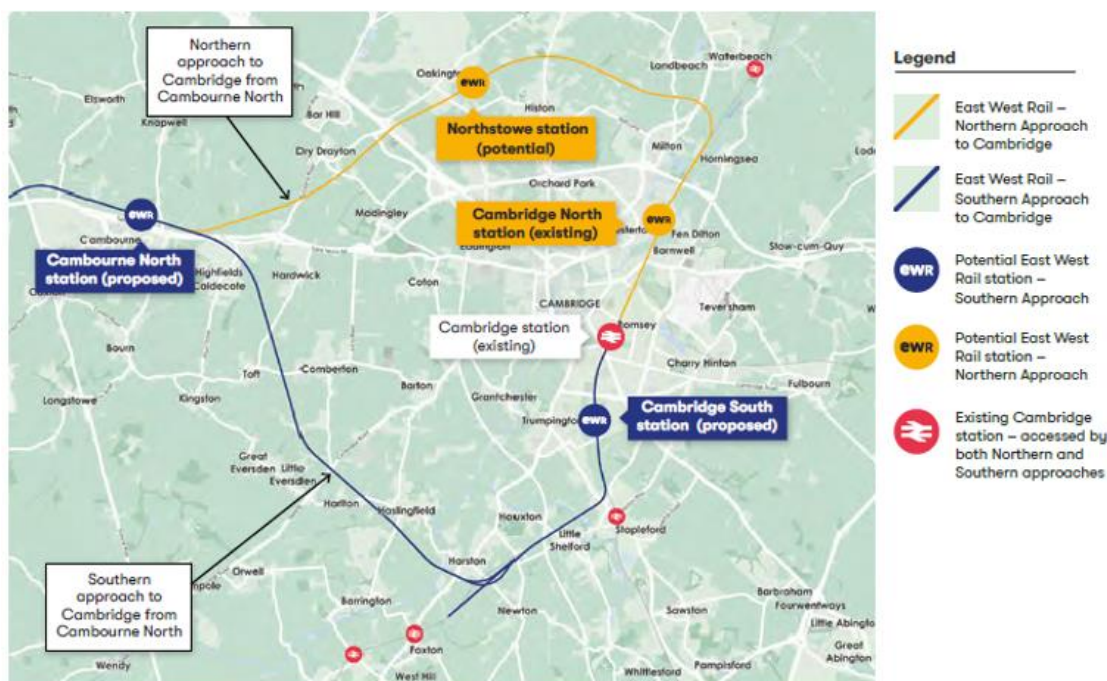 Northern
approach to
Cambridge from
Cambourne North
Elsworth
Knapwell
Bar Hill
Dry Drayton
Oakington
ewr
Northstowe station
(potential)
Histon
Landbeach
Waterbeach
Milton
Horningsea
Orchard Park
Madingley
Cambridge North
station (existing)
ewr
Fen Ditton
Barnwell
Stow-cum-Quy
ewr
Cambourne
Cambourne North
station (proposed)
Highfields
Caldecote
Hardwick
Coton
CAMBRIDGE
Teversham
Cambridge station
(existing)
Romsey
Cherry Hinton
Fulbourn
Bourn
Toft
Comberton
Barton
Grantchester
Longstowe
Kingston
Trumpington
ewr
Cambridge South
station (proposed)
Great
Eversden
Little
Eversden
Harlton
Haslingfield
Hauxton
Little
Shelford
Stapleford
Harston
Newton
Southern
approach to
Cambridge from
Cambourne North
Orwell
Barrington
Foxton
West Hill
Wendy
Sawston
Babraham
Fourwentways
Little Abington
Great
Abington
Whittlesford
Pampisford
Legend
East West Rail –
Northern Approach
to Cambridge
East West Rail –
Southern Approach
to Cambridge
ewr
Potential East West
Rail station –
Southern Approach
ewr
Potential East West
Rail station –
Northern Approach
Existing Cambridge
station – accessed by
both Northern and
Southern approaches